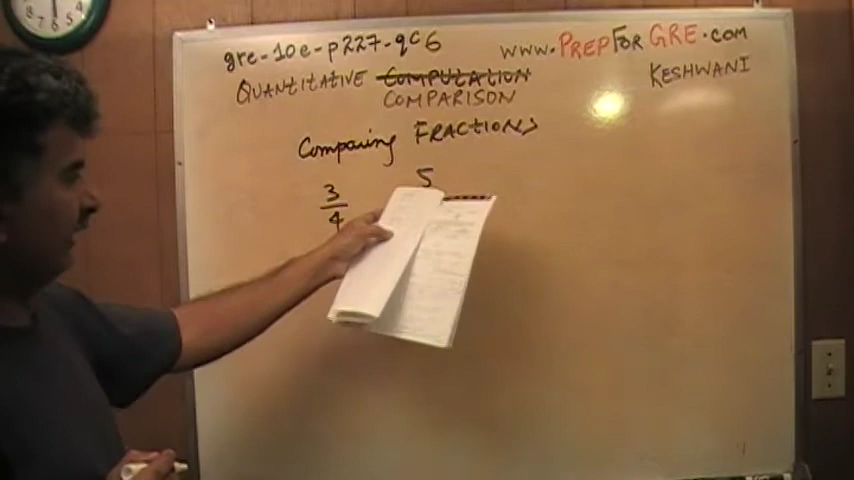 gre-10e-p227-qc6
www.PREPFORGRE.com
QUANTITATIVE COMPUTATION
COMPARISON
KESHWANI
Comparing FRACTIONS
3 5
4